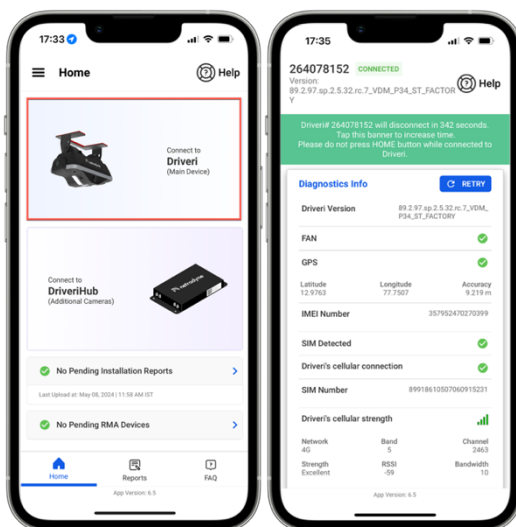 17:33
Home
Help
Connect to
Driveri
(Main Device)
Connect to
DriveriHub
(Additional Cameras)
netradyne
No Pending Installation Reports
Last Upload at: May 08, 2024 | 11:58 AM IST
No Pending RMA Devices
Home
Reports
FAQ
App Version: 6.5
17:35
264078152
CONNECTED
Help
Version:
89.2.97.sp.2.5.32.rc.7_VDM_P34_ST_FACTOR
Y
Driveri# 264078152 will disconnect in 342 seconds.
Tap this banner to increase time.
Please do not press HOME button while connected to
Driveri.
Diagnostics Info
RETRY
Driveri Version
89.2.97.sp.2.5.32.rc.7_VDM_
P34_ST_FACTORY
FAN
GPS
Latitude
Longitude
Accuracy
12.9763
77.7507
9.219 m
IMEI Number
357952470270399
SIM Detected
Driveri's cellular connection
SIM Number
89918610507060915231
Driveri's cellular strength
Network
Band
Channel
4G
5
2463
Strength
RSSI
Bandwidth
Excellent
-59
10
App Version: 6.5